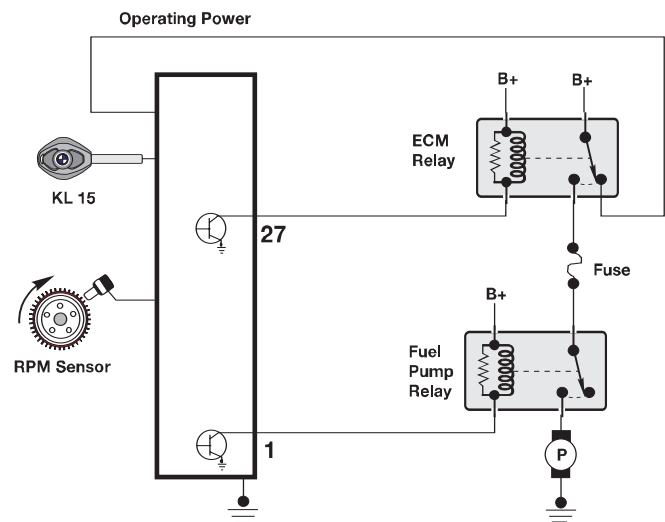 Operating Power
B+
B+
ECM
Relay
KL 15
27
Fuse
B+
RPM Sensor
Fuel
Pump
Relay
1
P